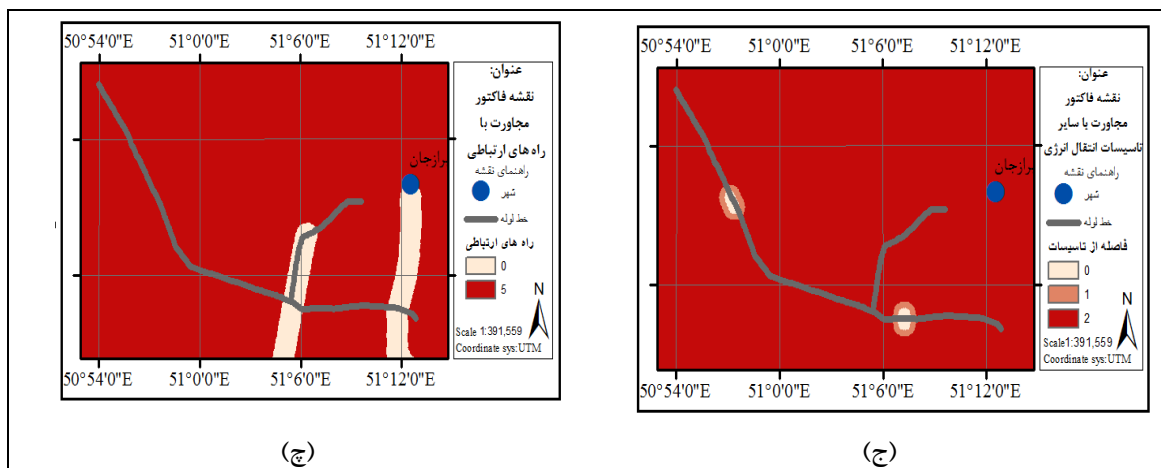 50°54'0"E 51°0'0"E 51°6'0"E 51°12'0"E
عنوان:
نقشه فاکتور
مجاورت با
راه های ارتباطی
راهنمای نقشه
شهر
خط لوله
راه های ارتباطی
0
5
N
Scale 1:391,559
Coordinate sys:UTM
برازجان
50°54'0"E 51°0'0"E 51°6'0"E 51°12'0"E
(چ)
50°54'0"E 51°0'0"E 51°6'0"E 51°12'0"E
عنوان:
نقشه فاکتور
مجاورت با سایر
تاسیسات انتقال انرژی
راهنمای نقشه
شهر
خط لوله
فاصله از تاسیسات
0
1
2
N
Scale1:391,559
Coordinate sys:UTM
برازجان
50°54'0"E 51°0'0"E 51°6'0"E 51°12'0"E
(ج)